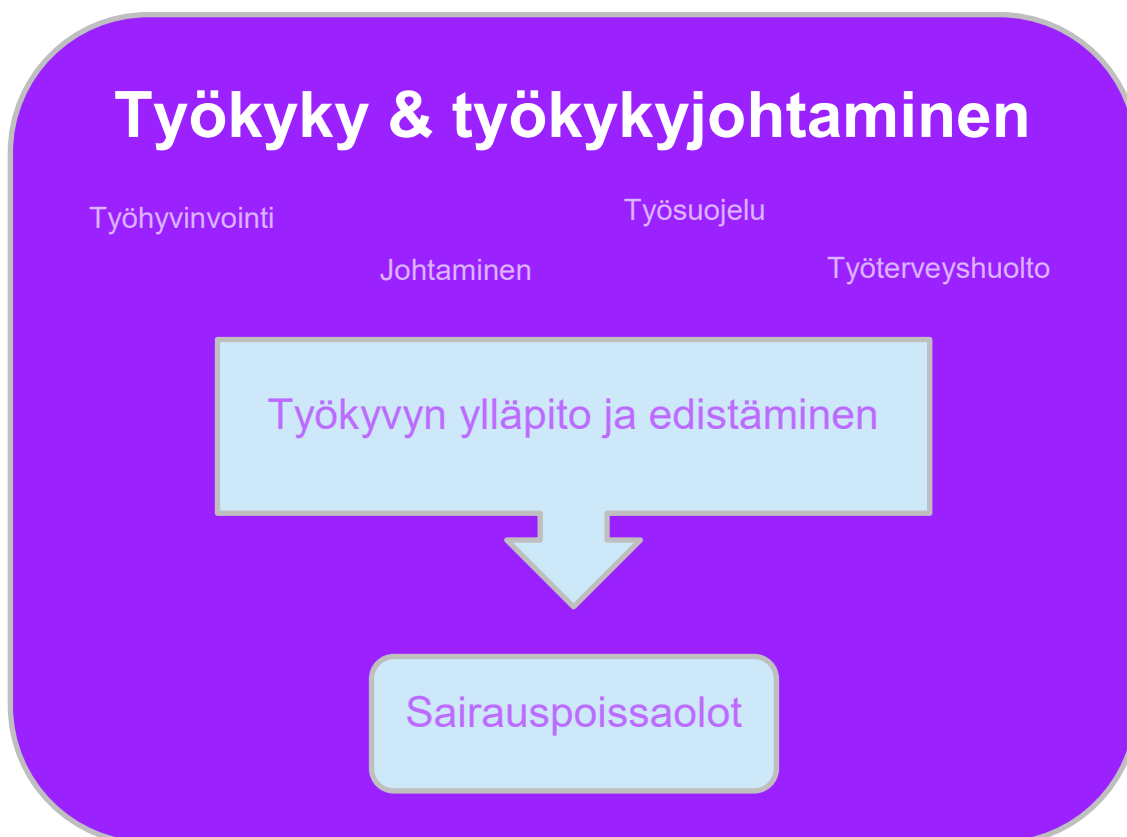 Työkyky & työkykyjohtaminen
Työhyvinvointi
Työsuojelu
Johtaminen
Työterveyshuolto
Työkyvyn ylläpito ja edistäminen
Sairauspoissaolot